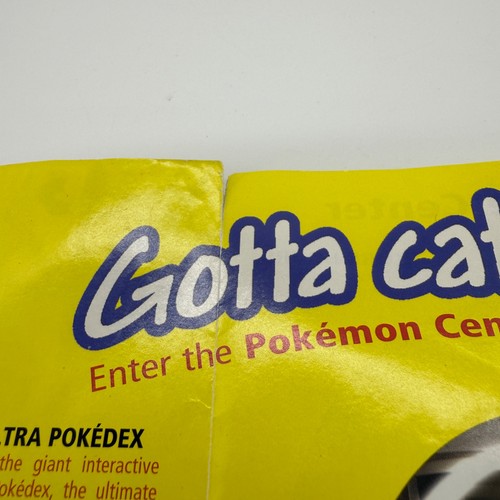 Gotta cat
Enter the Pokémon Cen
TRA POKÉDEX
the giant interactive
okédex, the ultimate